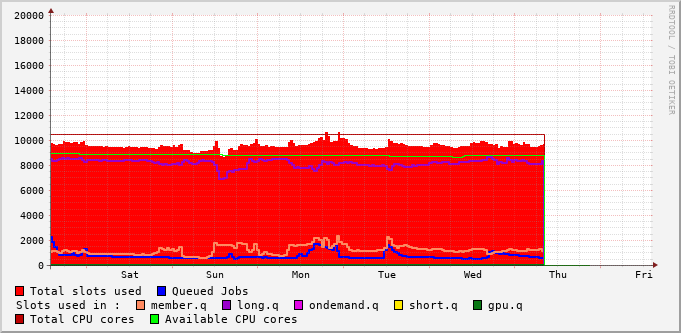 RRDTOOL / TOBI OETIKER
20000
18000
16000
14000
12000
10000
8000
6000
4000
2000
0
Sat Sun Mon Tue Wed Thu Fri
Total slots used Queued Jobs
Slots used in : member.q long.q ondemand.q short.q gpu.q
Total CPU cores Available CPU cores